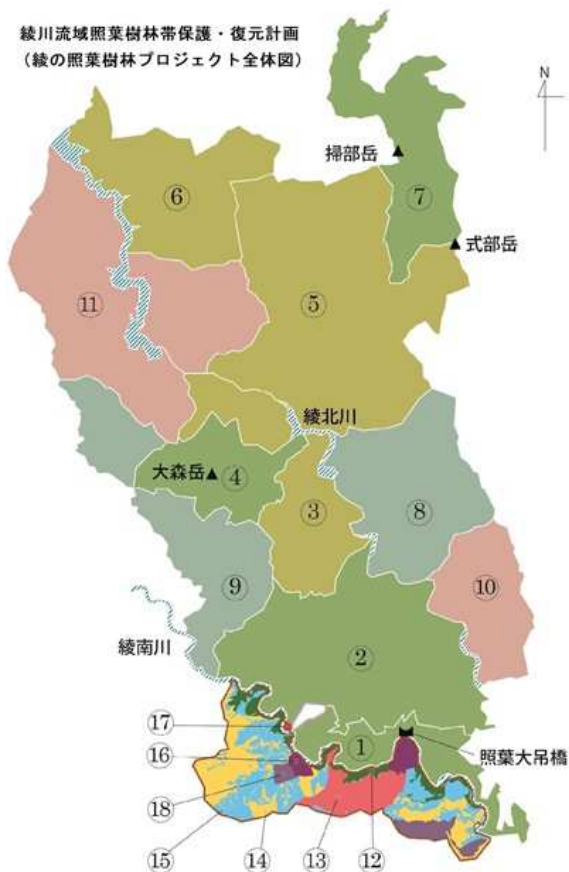 綾川流域照葉樹林帯保護・復元計画
(綾の照葉樹林プロジェクト全体図)
N
掃部岳
⑦
⑥
式部岳
⑪
⑤
綾北川
大森岳
④
③
⑧
⑨
⑩
綾南川
②
⑰
①
照葉大吊橋
⑯
⑱
⑮
⑭
⑬
⑫